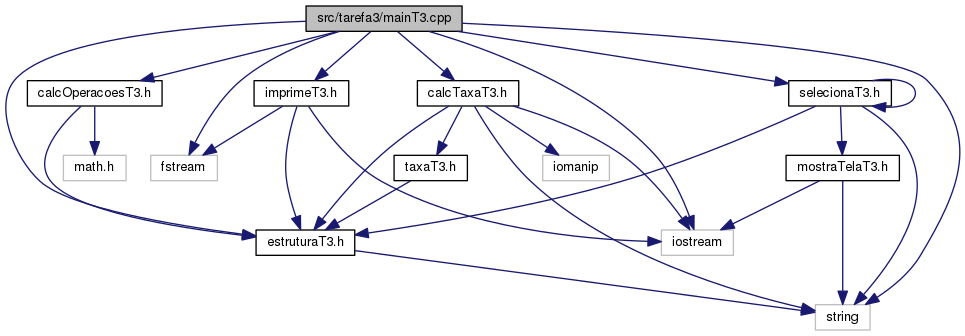 src/tarefa3/mainT3.cpp
calcOperacoesT3.h
imprimeT3.h
calcTaxaT3.h
selecionaT3.h
math.h
fstream
taxaT3.h
iomanip
mostraTelaT3.h
estruturaT3.h
iostream
string